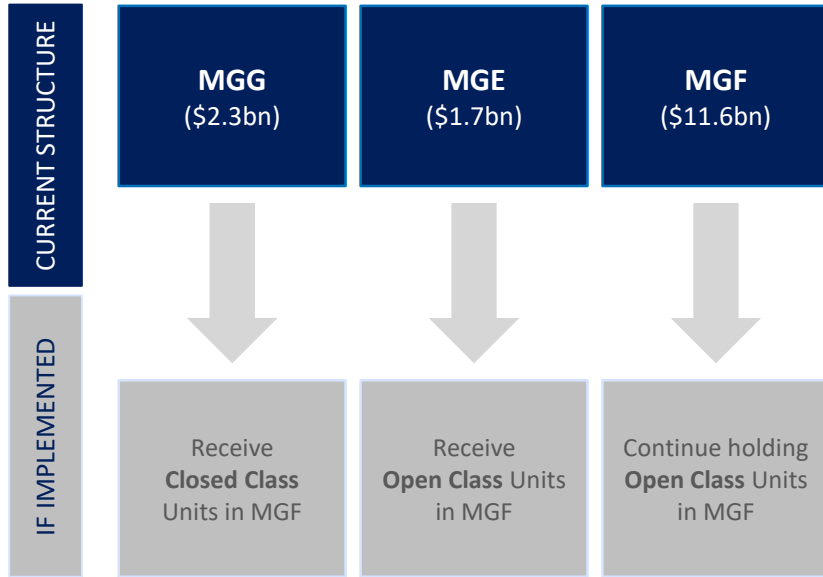 CURRENT STRUCTURE
MGG
($2.3bn)
MGE
($1.7bn)
MGF
($11.6bn)
IF IMPLEMENTED
Receive
Closed Class
Units in MGF
Receive
Open Class Units
in MGF
Continue holding
Open Class Units
in MGF